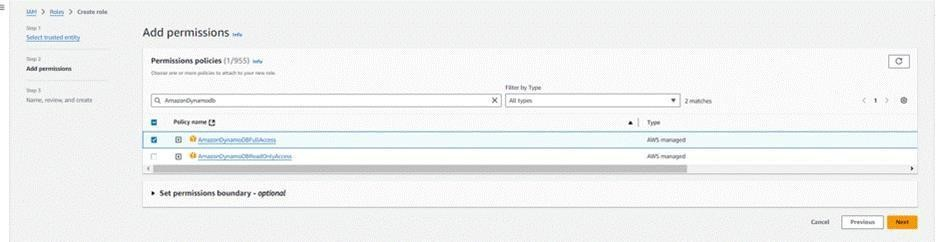 IAM > Roles > Create role
Step 1
Select trusted entity
Step 2
Add permissions
Step 3
Name, review, and create
Add permissions Info
Permissions policies (1/955) Info
Choose one or more policies to attach to your new role.
Filter by Type
AmazonDynamodb
All types
2 matches
1
Policy name
Type
AmazonDynamoDBFullAccess
AWS managed
AmazonDynamoDBReadOnlyAccess
AWS managed
Set permissions boundary - optional
Cancel
Previous
Next